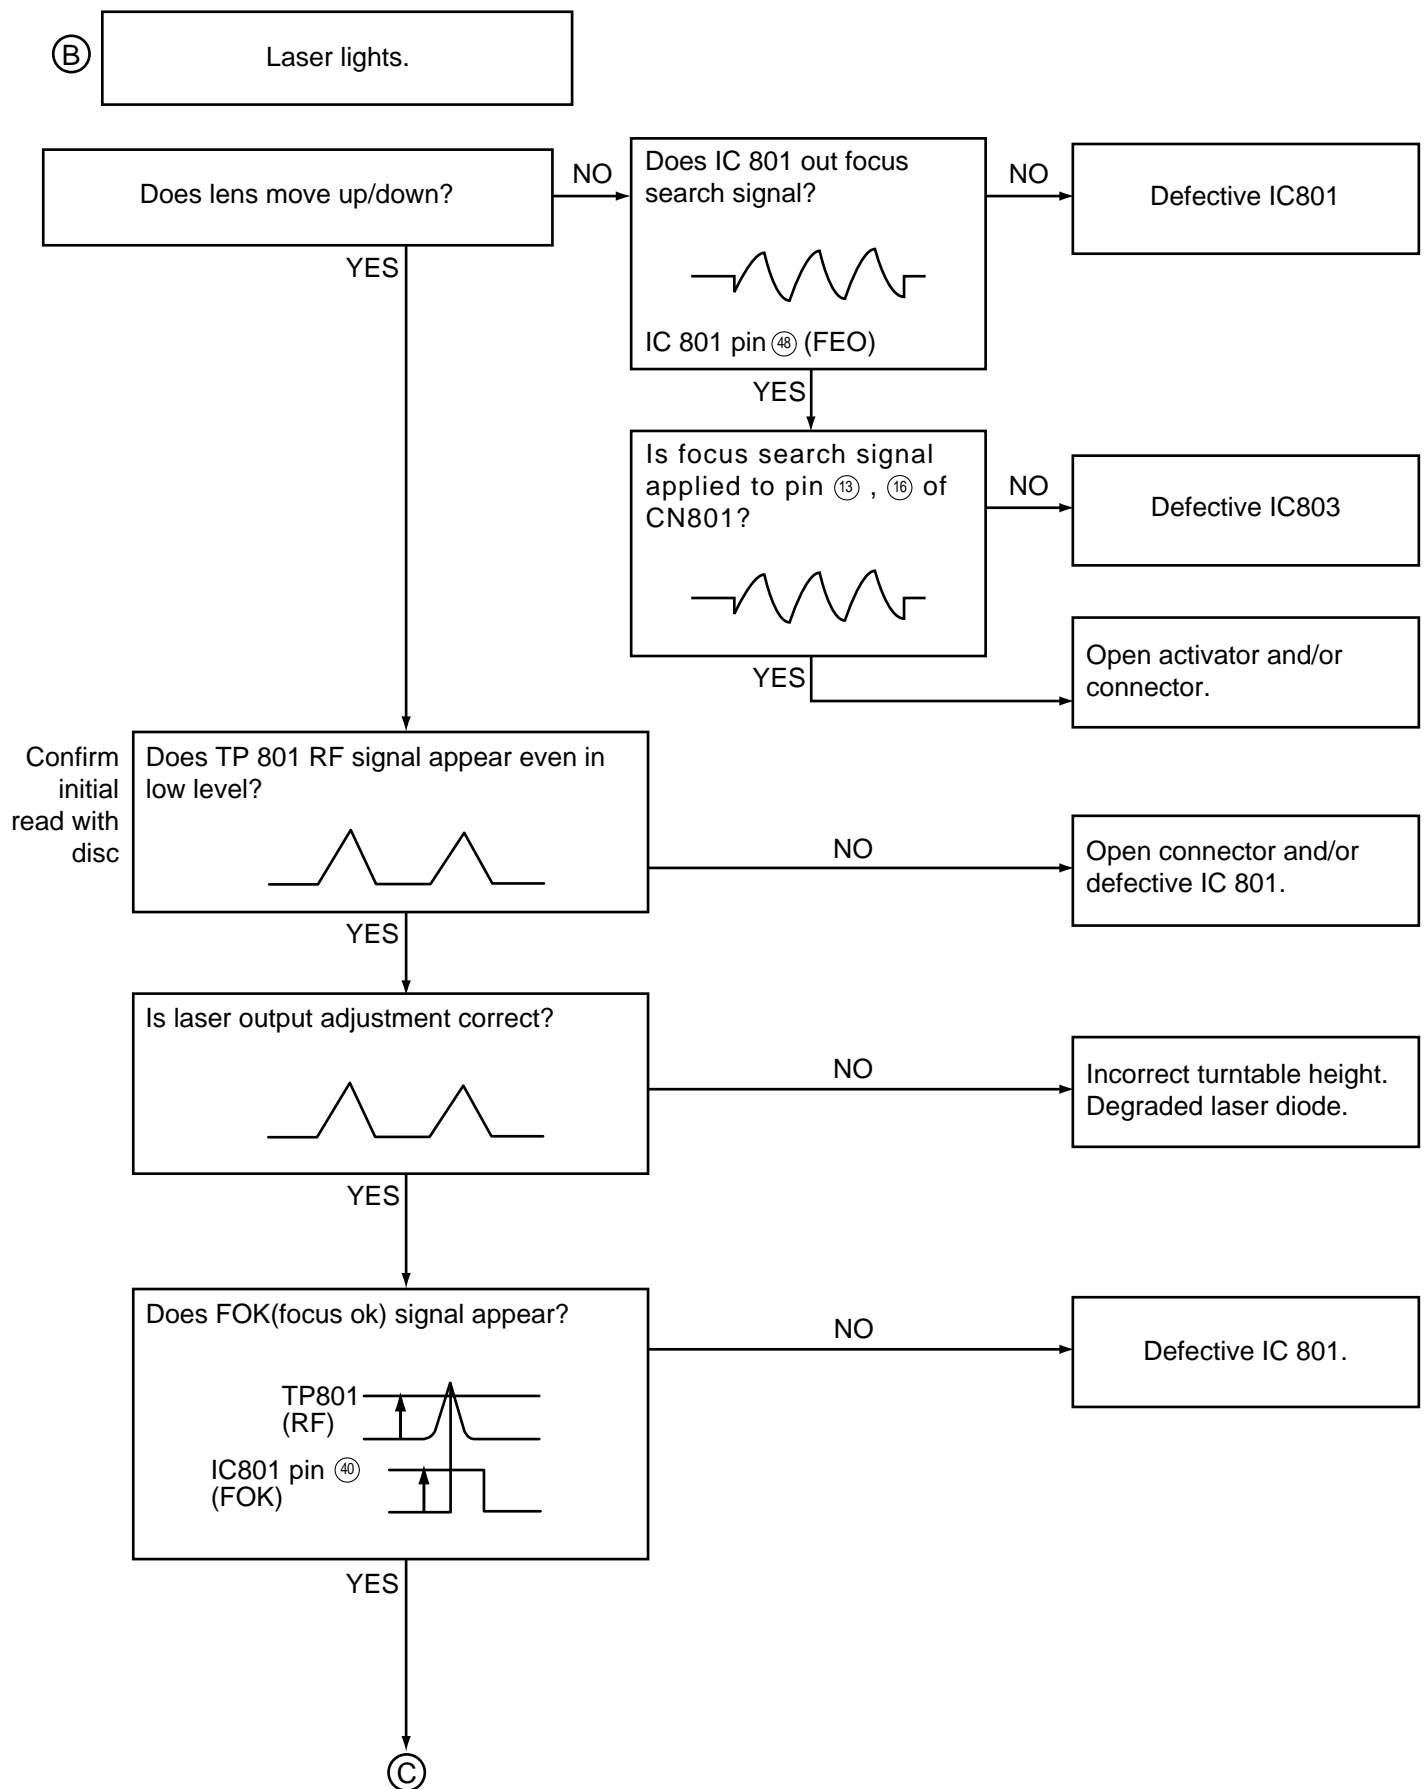 B
Laser lights.
Does lens move up/down?
NO
Does IC 801 out focus
search signal?
IC 801 pin 48 (FEO)
NO
Defective IC801
YES
YES
Is focus search signal
applied to pin 13 , 16 of
CN801?
NO
Defective IC803
YES
Open activator and/or
connector.
Confirm
initial
read with
disc
Does TP 801 RF signal appear even in
low level?
NO
Open connector and/or
defective IC 801.
YES
Is laser output adjustment correct?
NO
Incorrect turntable height.
Degraded laser diode.
YES
Does FOK(focus ok) signal appear?
TP801
(RF)
IC801 pin 40
(FOK)
NO
Defective IC 801.
YES
C